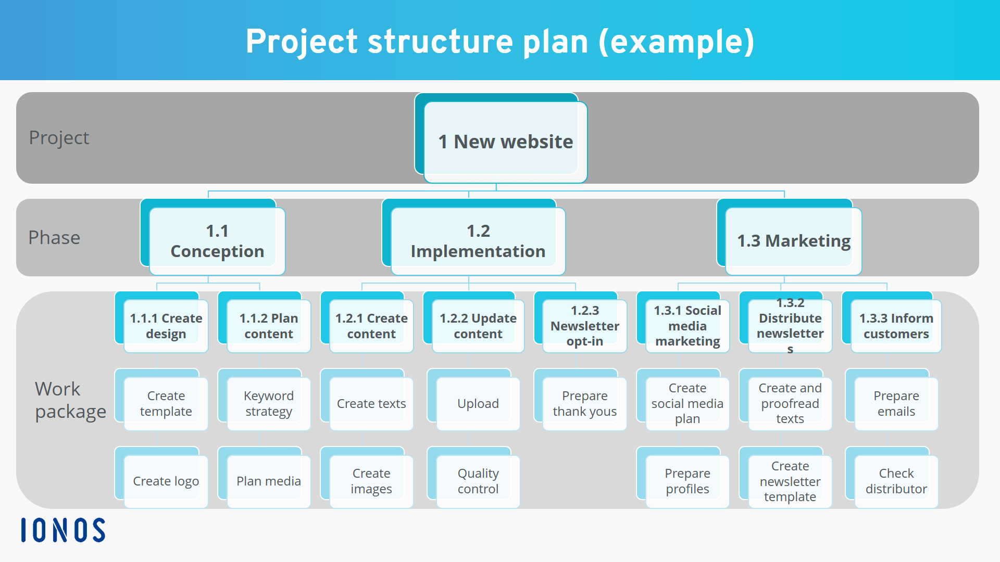 Project structure plan (example)
Project
1 New website
Phase
1.1
Conception
1.2
Implementation
1.3 Marketing
Work
package
1.1.1 Create
design
1.1.2 Plan
content
1.2.1 Create
content
1.2.2 Update
content
1.2.3
Newsletter
opt-in
1.3.1 Social
media
marketing
1.3.2
Distribute
newsletter
s
1.3.3 Inform
customers
Create
template
Keyword
strategy
Create texts
Upload
Prepare
thank yous
Create
social media
plan
Create and
proofread
texts
Prepare
emails
Create logo
Plan media
Create
images
Quality
control
Prepare
profiles
Create
newsletter
template
Check
distributor
IONOS